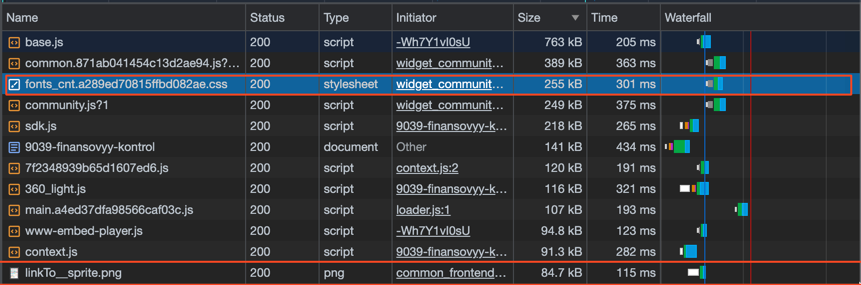 Name Status Type Initiator Size Time Waterfall
base.js 200 script -Wh7Y1vI0sU 763 kB 205 ms
common.871ab041454c13d2ae94.js?... 200 script widget_communit... 389 kB 363 ms
fonts_cnt.a289ed70815ffbd082ae.css 200 stylesheet widget_communit... 255 kB 301 ms
community.js?1 200 script widget_communit... 249 kB 375 ms
sdk.js 200 script 9039-finansovyy-k... 218 kB 265 ms
9039-finansovyy-kontrol 200 document Other 141 kB 434 ms
7f2348939b65d1607ed6.js 200 script context.js:2 120 kB 191 ms
360_light.js 200 script 9039-finansovyy-k... 116 kB 321 ms
main.a4ed37dfa98566caf03c.js 200 script loader.js:1 107 kB 193 ms
www-embed-player.js 200 script -Wh7Y1vI0sU 94.8 kB 123 ms
context.js 200 script 9039-finansovyy-k... 91.3 kB 282 ms
linkTo__sprite.png 200 png common_frontend... 84.7 kB 115 ms